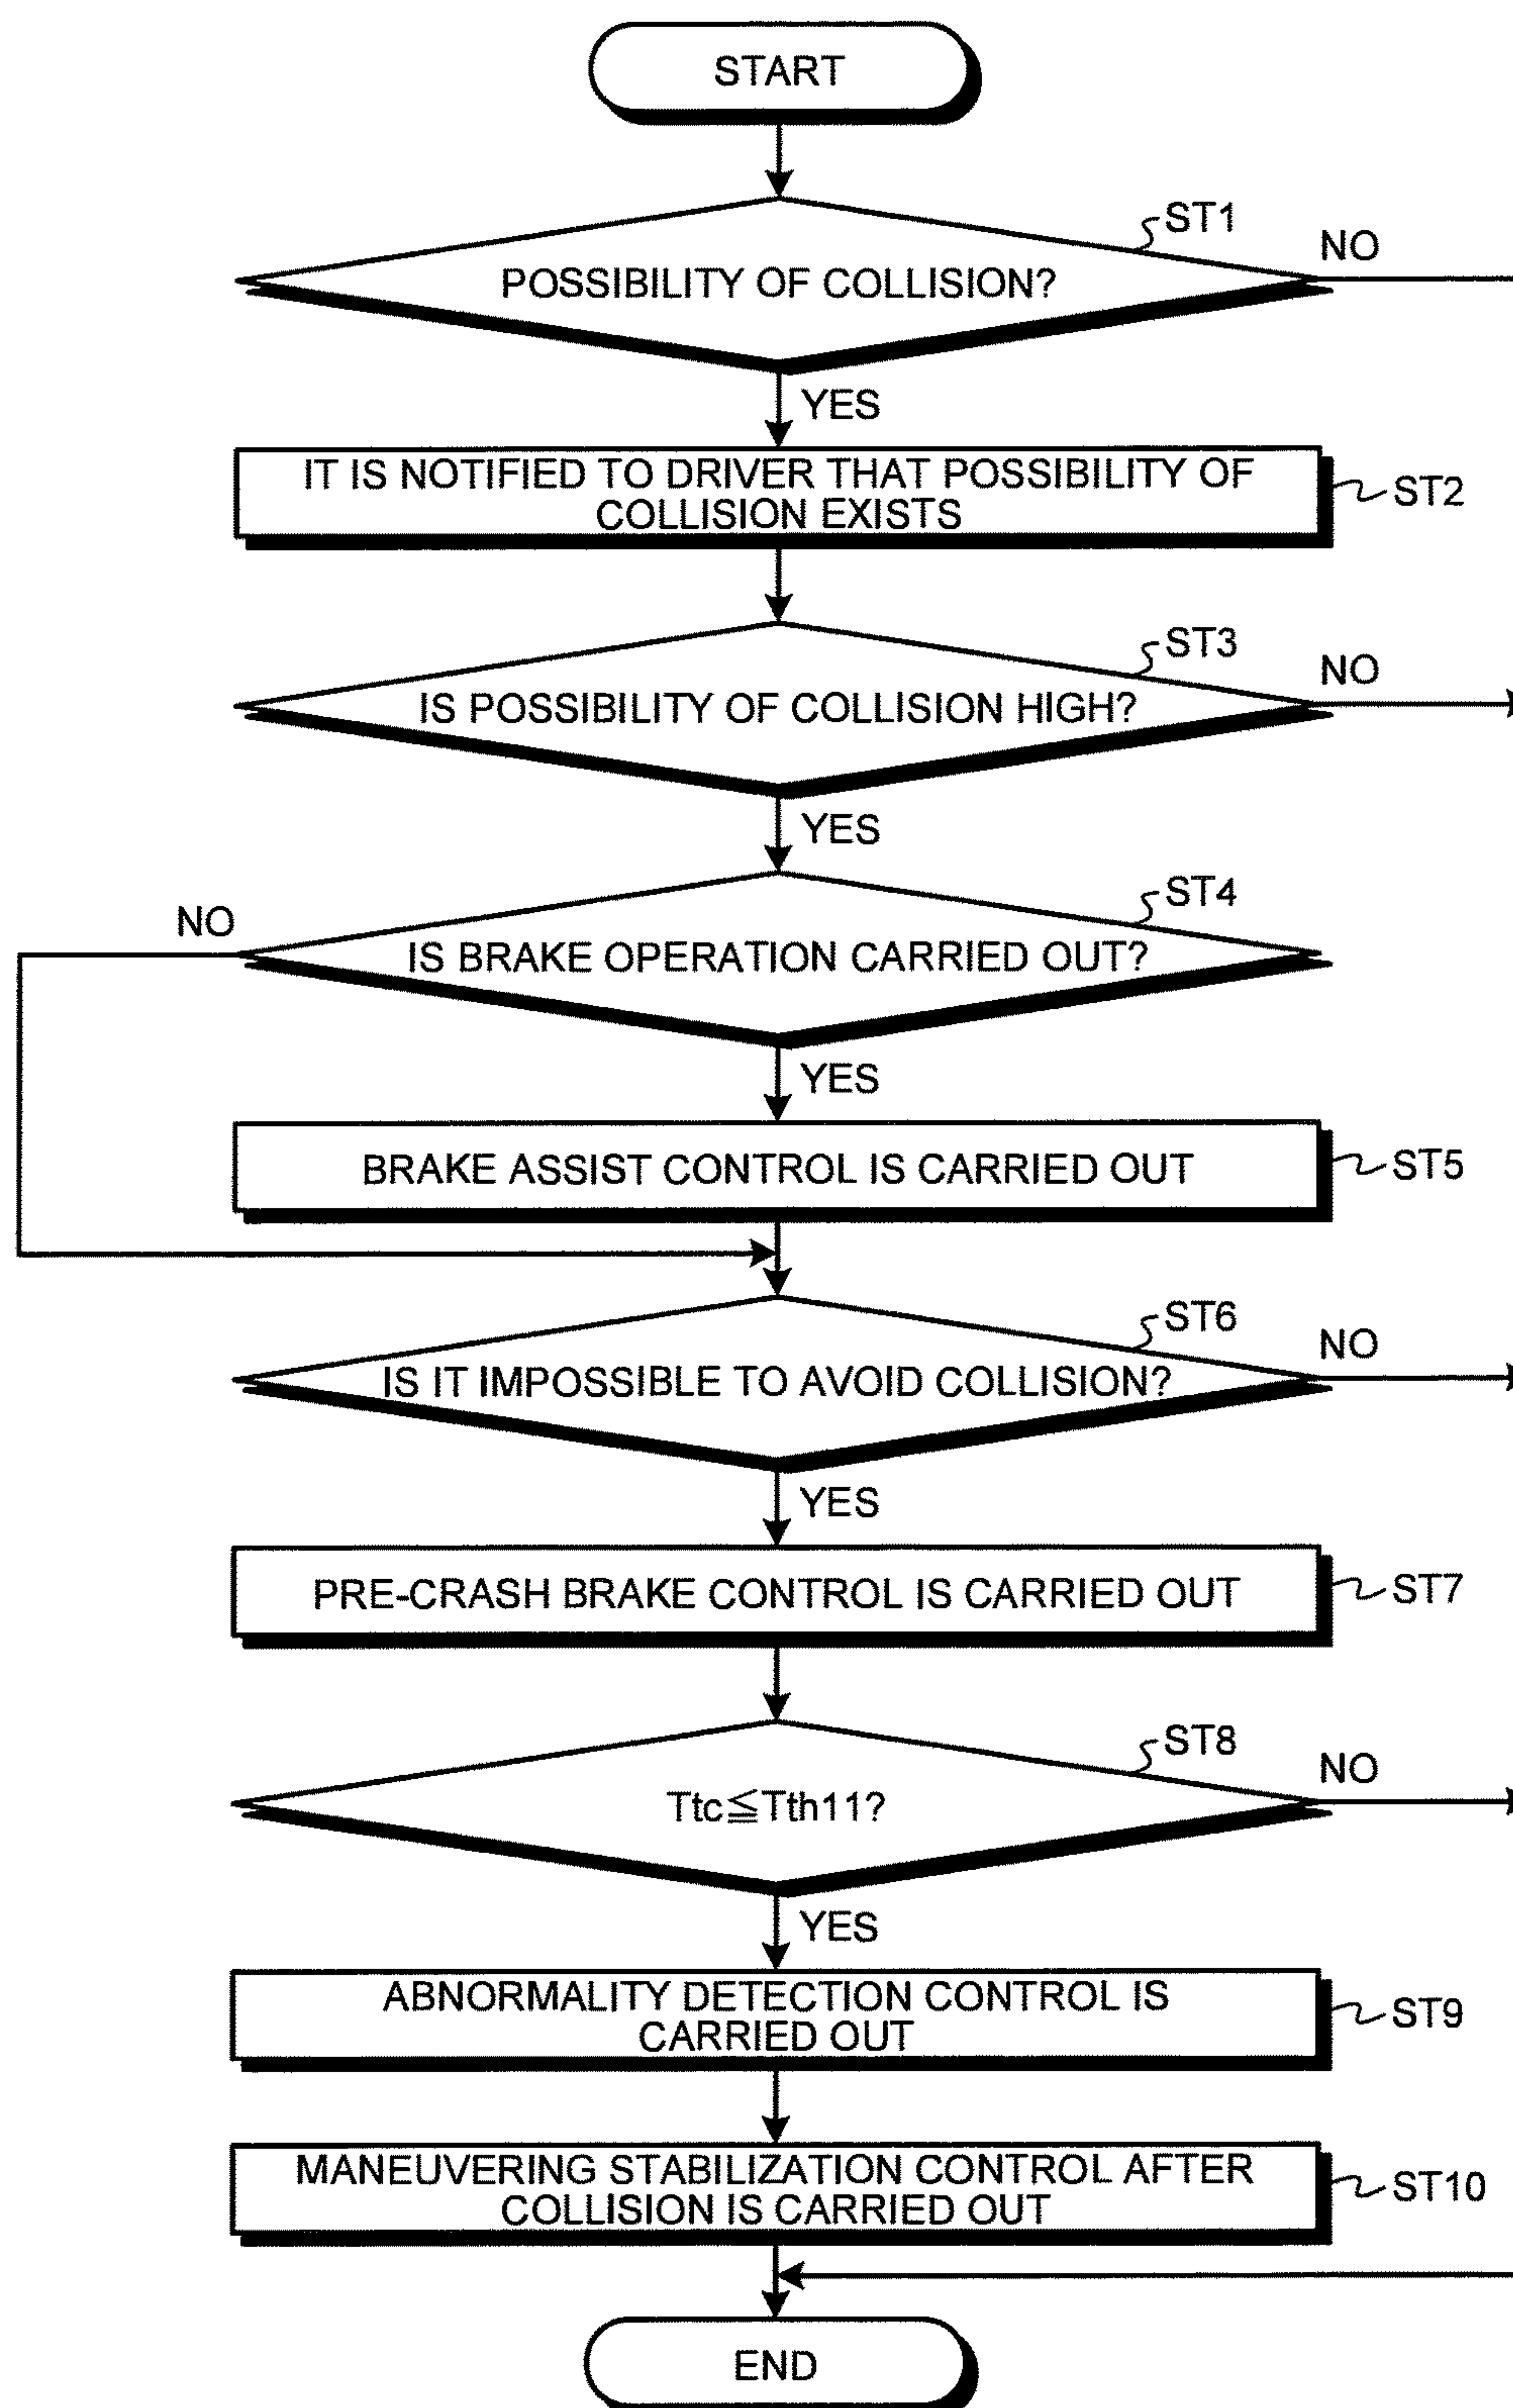 START
ST1
NO
POSSIBILITY OF COLLISION?
YES
IT IS NOTIFIED TO DRIVER THAT POSSIBILITY OF
COLLISION EXISTS
ST2
ST3
NO
IS POSSIBILITY OF COLLISION HIGH?
YES
ST4
NO
IS BRAKE OPERATION CARRIED OUT?
YES
BRAKE ASSIST CONTROL IS CARRIED OUT
ST5
ST6
NO
IS IT IMPOSSIBLE TO AVOID COLLISION?
YES
PRE-CRASH BRAKE CONTROL IS CARRIED OUT
ST7
ST8
NO
Ttc≦Tth11?
YES
ABNORMALITY DETECTION CONTROL IS
CARRIED OUT
ST9
MANEUVERING STABILIZATION CONTROL AFTER
COLLISION IS CARRIED OUT
ST10
END